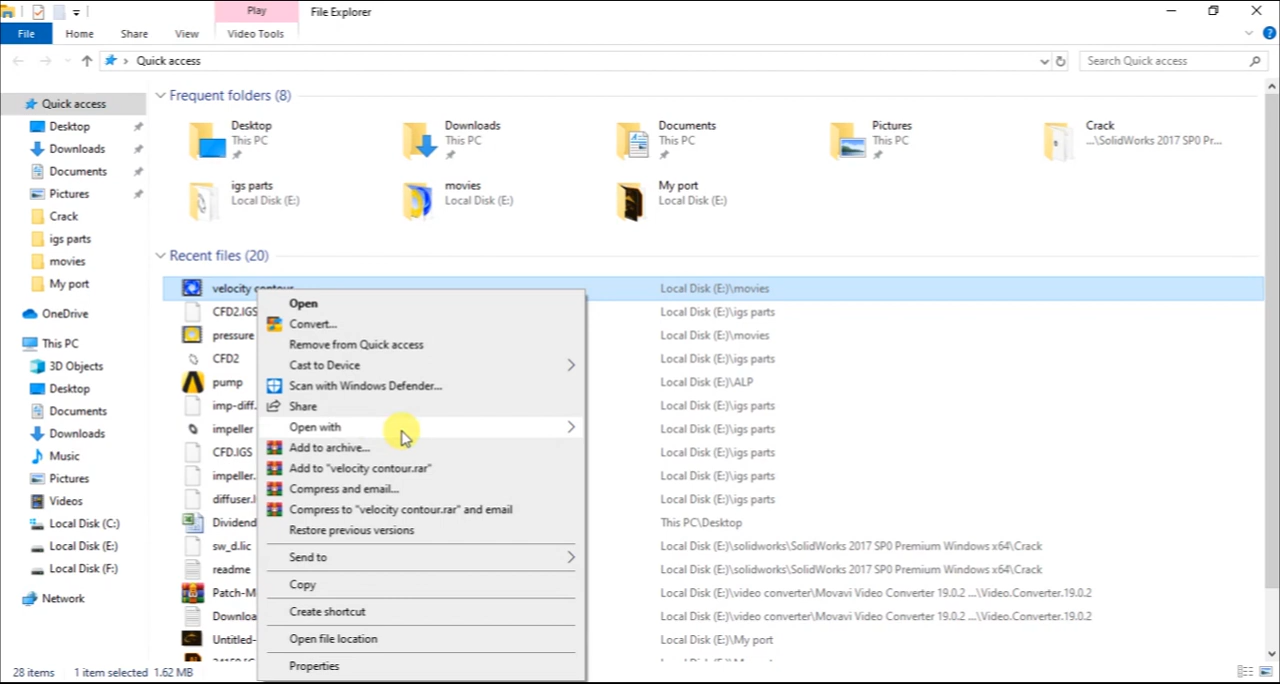 Play
File Explorer
File
Home
Share
View
Video Tools
Quick access
Search Quick access
Quick access
Desktop
Downloads
Documents
Pictures
Crack
igs parts
movies
My port
OneDrive
This PC
3D Objects
Desktop
Documents
Downloads
Music
Pictures
Videos
Local Disk (C:)
Local Disk (E:)
Local Disk (F:)
Network
Frequent folders (8)
Desktop
This PC
Downloads
This PC
Documents
This PC
Pictures
This PC
Crack
...\SolidWorks 2017 SP0 Pr...
igs parts
Local Disk (E:)
movies
Local Disk (E:)
My port
Local Disk (E:)
Recent files (20)
velocity contour Local Disk (E:)\movies
CFD2.IGS Local Disk (E:)\igs parts
pressure Local Disk (E:)\movies
CFD2 Local Disk (E:)\igs parts
pump Local Disk (E:)\ALP
imp-diff. Local Disk (E:)\igs parts
impeller Local Disk (E:)\igs parts
CFD.IGS Local Disk (E:)\igs parts
impeller. Local Disk (E:)\igs parts
diffuser.I Local Disk (E:)\igs parts
Dividend This PC\Desktop
sw_d.lic Local Disk (E:)\solidworks\SolidWorks 2017 SP0 Premium Windows x64\Crack
readme Local Disk (E:)\solidworks\SolidWorks 2017 SP0 Premium Windows x64\Crack
Patch-M Local Disk (E:)\video converter\Movavi Video Converter 19.0.2 ...\Video.Converter.19.0.2
Downloa Local Disk (E:)\video converter\Movavi Video Converter 19.0.2 ...\Video.Converter.19.0.2
Untitled- Local Disk (E:)\My port
Open
Convert...
Remove from Quick access
Cast to Device
Scan with Windows Defender...
Share
Open with
Add to archive...
Add to "velocity contour.rar"
Compress and email...
Compress to "velocity contour.rar" and email
Restore previous versions
Send to
Copy
Create shortcut
Open file location
Properties
28 items
1 item selected 1.62 MB